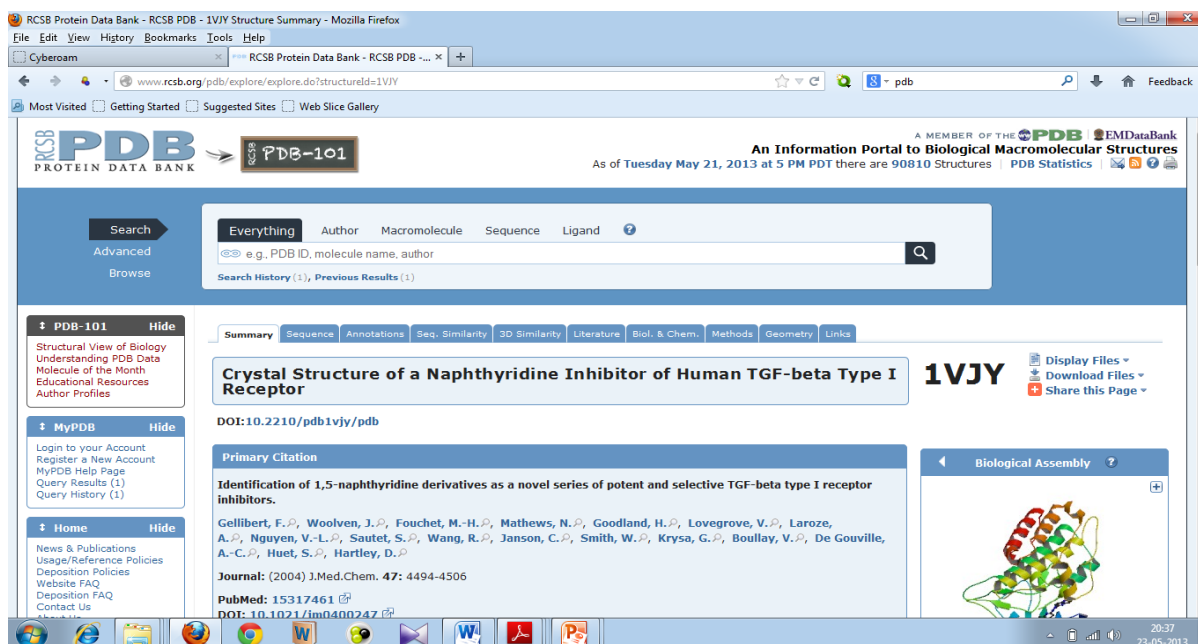 RCSB Protein Data Bank - RCSB PDB - 1VJY Structure Summary - Mozilla Firefox
File Edit View History Bookmarks Tools Help
Cyberoam
RCSB Protein Data Bank - RCSB PDB -...
www.rcsb.org/pdb/explore/explore.do?structureId=1VJY
pdb
Feedback
Most Visited Getting Started Suggested Sites Web Slice Gallery
RCSB PDB
PROTEIN DATA BANK
RCSB PDB-101
A MEMBER OF THE PDB EMDataBank
An Information Portal to Biological Macromolecular Structures
As of Tuesday May 21, 2013 at 5 PM PDT there are 90810 Structures | PDB Statistics |
Search
Advanced
Browse
Everything Author Macromolecule Sequence Ligand
e.g., PDB ID, molecule name, author
Search History (1), Previous Results (1)
PDB-101 Hide
Structural View of Biology
Understanding PDB Data
Molecule of the Month
Educational Resources
Author Profiles
MyPDB Hide
Login to your Account
Register a New Account
MyPDB Help Page
Query Results (1)
Query History (1)
Home Hide
News & Publications
Usage/Reference Policies
Deposition Policies
Website FAQ
Deposition FAQ
Contact Us
About Us
Summary Sequence Annotations Seq. Similarity 3D Similarity Literature Biol. & Chem. Methods Geometry Links
Crystal Structure of a Naphthyridine Inhibitor of Human TGF-beta Type I
Receptor
1VJY
Display Files
Download Files
Share this Page
DOI:10.2210/pdb1vjy/pdb
Primary Citation
Identification of 1,5-naphthyridine derivatives as a novel series of potent and selective TGF-beta type I receptor
inhibitors.
Gellibert, F., Woolven, J., Fouchet, M.-H., Mathews, N., Goodland, H., Lovegrove, V., Laroze,
A., Nguyen, V.-L., Sautet, S., Wang, R., Janson, C., Smith, W., Krysa, G., Boullay, V., De Gouville,
A.-C., Huet, S., Hartley, D.
Journal: (2004) J.Med.Chem. 47: 4494-4506
PubMed: 15317461
DOI: 10.1021/jm0400247
Biological Assembly
20:37
23-05-2013